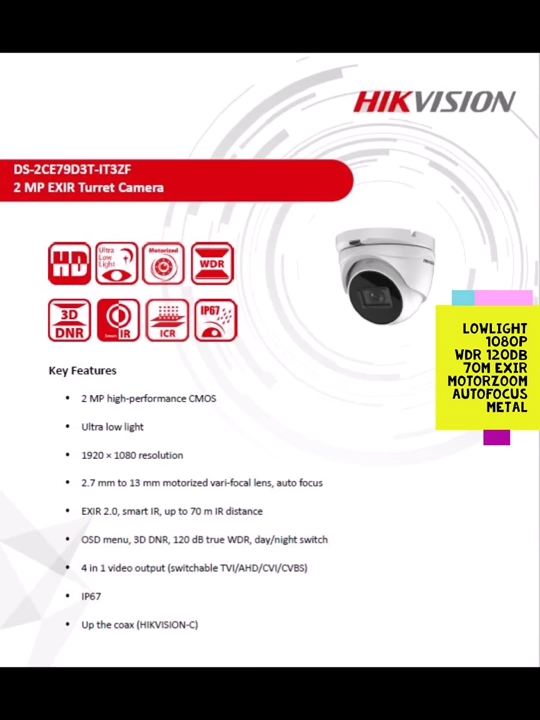 HIKVISION
DS-2CE79D3T-IT3ZF
2 MP EXIR Turret Camera
HD
Ultra
Low
Light
Motorized
WDR
3D
DNR
Smart IR
ICR
IP67
HIKVISION
LOWLIGHT
1080P
WDR 120DB
70M EXIR
MOTORZOOM
AUTOFOCUS
METAL
Key Features
• 2 MP high-performance CMOS
• Ultra low light
• 1920 × 1080 resolution
• 2.7 mm to 13 mm motorized vari-focal lens, auto focus
• EXIR 2.0, smart IR, up to 70 m IR distance
• OSD menu, 3D DNR, 120 dB true WDR, day/night switch
• 4 in 1 video output (switchable TVI/AHD/CVI/CVBS)
• IP67
• Up the coax (HIKVISION-C)